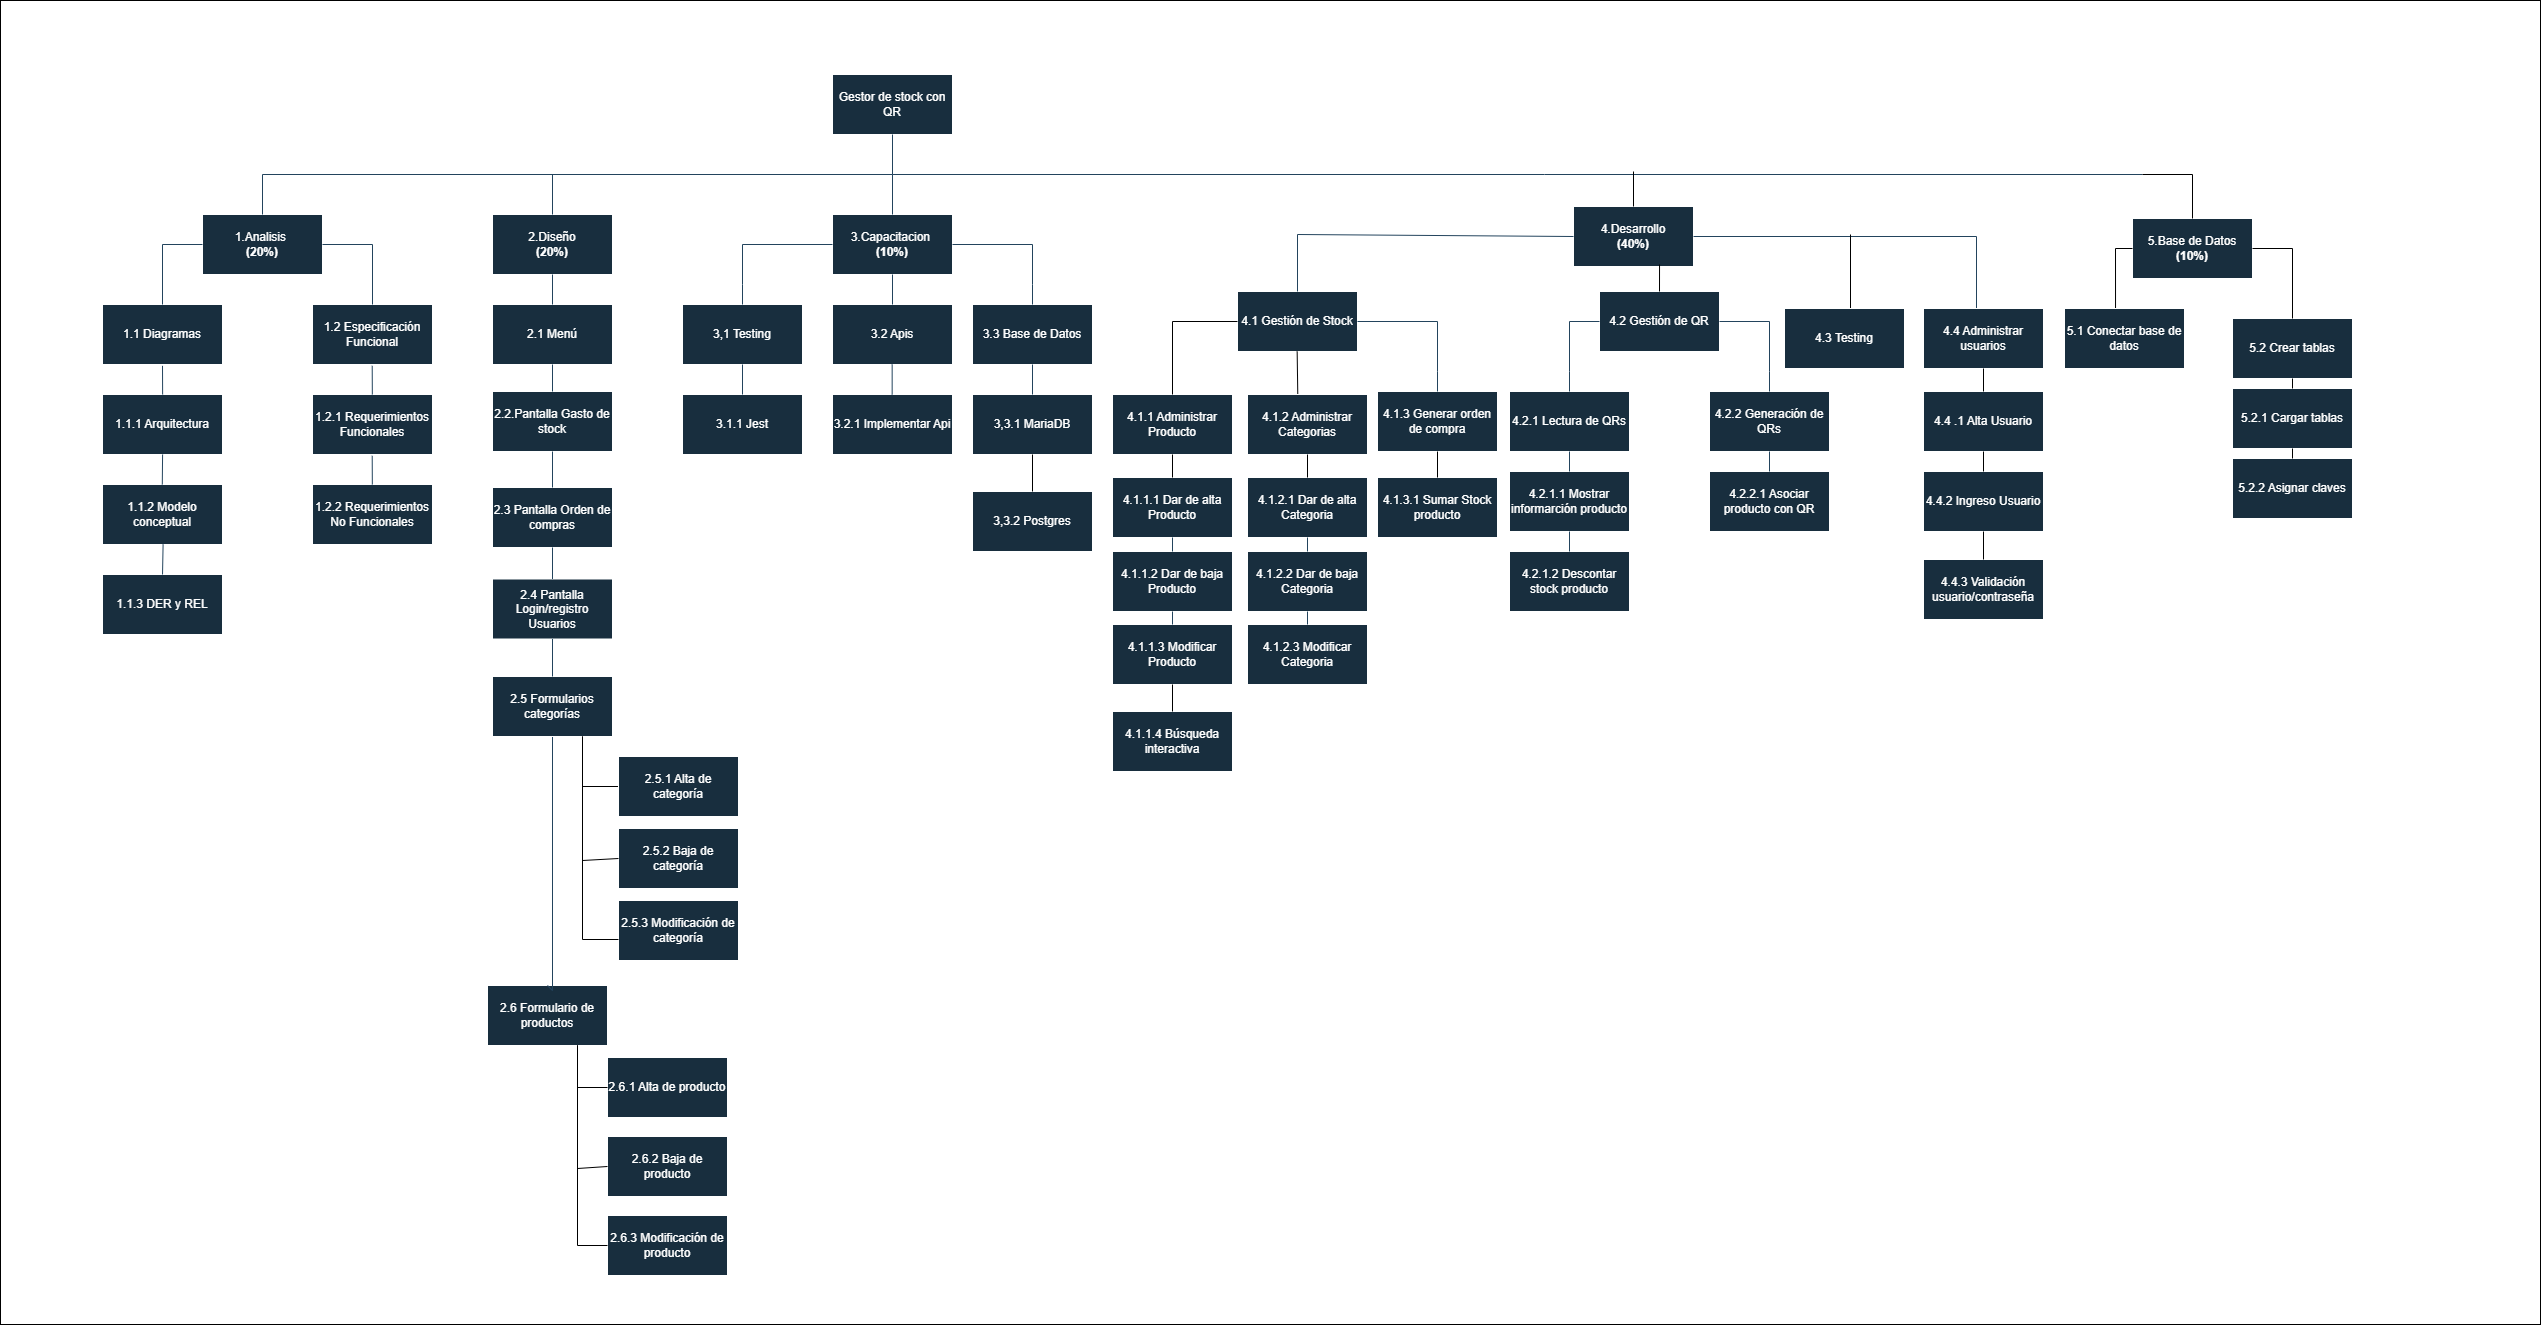 Gestor de stock con
QR
1.Analisis
(20%)
2.Diseño
(20%)
3.Capacitacion
(10%)
4.Desarrollo
(40%)
5.Base de Datos
(10%)
1.1 Diagramas
1.1.1 Arquitectura
1.1.2 Modelo
conceptual
1.1.3 DER y REL
1.2 Especificación
Funcional
1.2.1 Requerimientos
Funcionales
1.2.2 Requerimientos
No Funcionales
2.1 Menú
2.2.Pantalla Gasto de
stock
2.3 Pantalla Orden de
compras
2.4 Pantalla
Login/registro
Usuarios
2.5 Formularios
categorías
2.5.1 Alta de
categoría
2.5.2 Baja de
categoría
2.5.3 Modificación de
categoría
2.6 Formulario de
productos
2.6.1 Alta de producto
2.6.2 Baja de
producto
2.6.3 Modificación de
producto
3,1 Testing
3.1.1 Jest
3.2 Apis
3.2.1 Implementar Api
3.3 Base de Datos
3,3.1 MariaDB
3,3.2 Postgres
4.1 Gestión de Stock
4.1.1 Administrar
Producto
4.1.1.1 Dar de alta
Producto
4.1.1.2 Dar de baja
Producto
4.1.1.3 Modificar
Producto
4.1.1.4 Búsqueda
interactiva
4.1.2 Administrar
Categorias
4.1.2.1 Dar de alta
Categoria
4.1.2.2 Dar de baja
Categoria
4.1.2.3 Modificar
Categoria
4.1.3 Generar orden
de compra
4.1.3.1 Sumar Stock
producto
4.2 Gestión de QR
4.2.1 Lectura de QRs
4.2.1.1 Mostrar
informarción producto
4.2.1.2 Descontar
stock producto
4.2.2 Generación de
QRs
4.2.2.1 Asociar
producto con QR
4.3 Testing
4.4 Administrar
usuarios
4.4 .1 Alta Usuario
4.4.2 Ingreso Usuario
4.4.3 Validación
usuario/contraseña
5.1 Conectar base de
datos
5.2 Crear tablas
5.2.1 Cargar tablas
5.2.2 Asignar claves